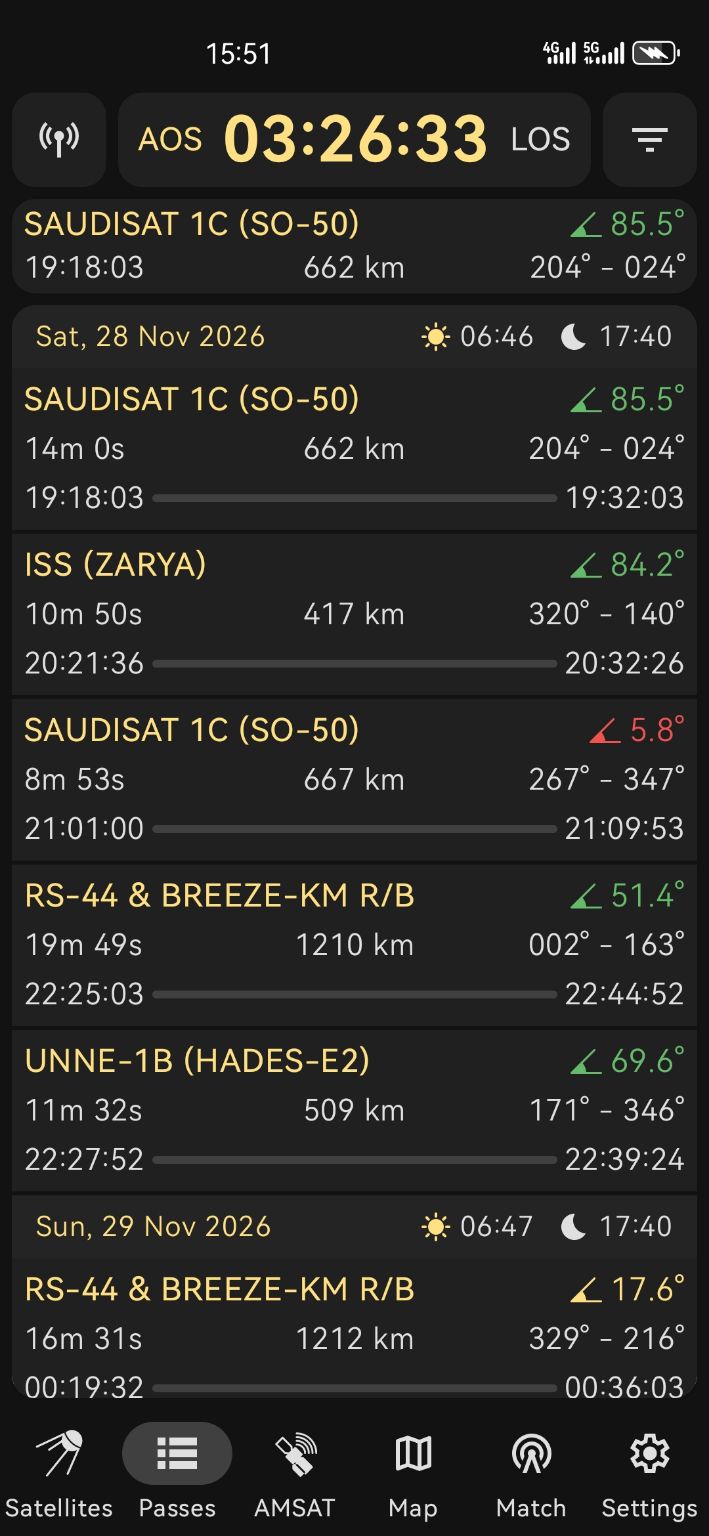 15:51 4G 5G
AOS 03:26:33 LOS
SAUDISAT 1C (SO-50) 85.5°
19:18:03 662 km 204° - 024°
Sat, 28 Nov 2026 06:46 17:40
SAUDISAT 1C (SO-50) 85.5°
14m 0s 662 km 204° - 024°
19:18:03 19:32:03
ISS (ZARYA) 84.2°
10m 50s 417 km 320° - 140°
20:21:36 20:32:26
SAUDISAT 1C (SO-50) 5.8°
8m 53s 667 km 267° - 347°
21:01:00 21:09:53
RS-44 & BREEZE-KM R/B 51.4°
19m 49s 1210 km 002° - 163°
22:25:03 22:44:52
UNNE-1B (HADES-E2) 69.6°
11m 32s 509 km 171° - 346°
22:27:52 22:39:24
Sun, 29 Nov 2026 06:47 17:40
RS-44 & BREEZE-KM R/B 17.6°
16m 31s 1212 km 329° - 216°
00:19:32 00:36:03
Satellites Passes AMSAT Map Match Settings